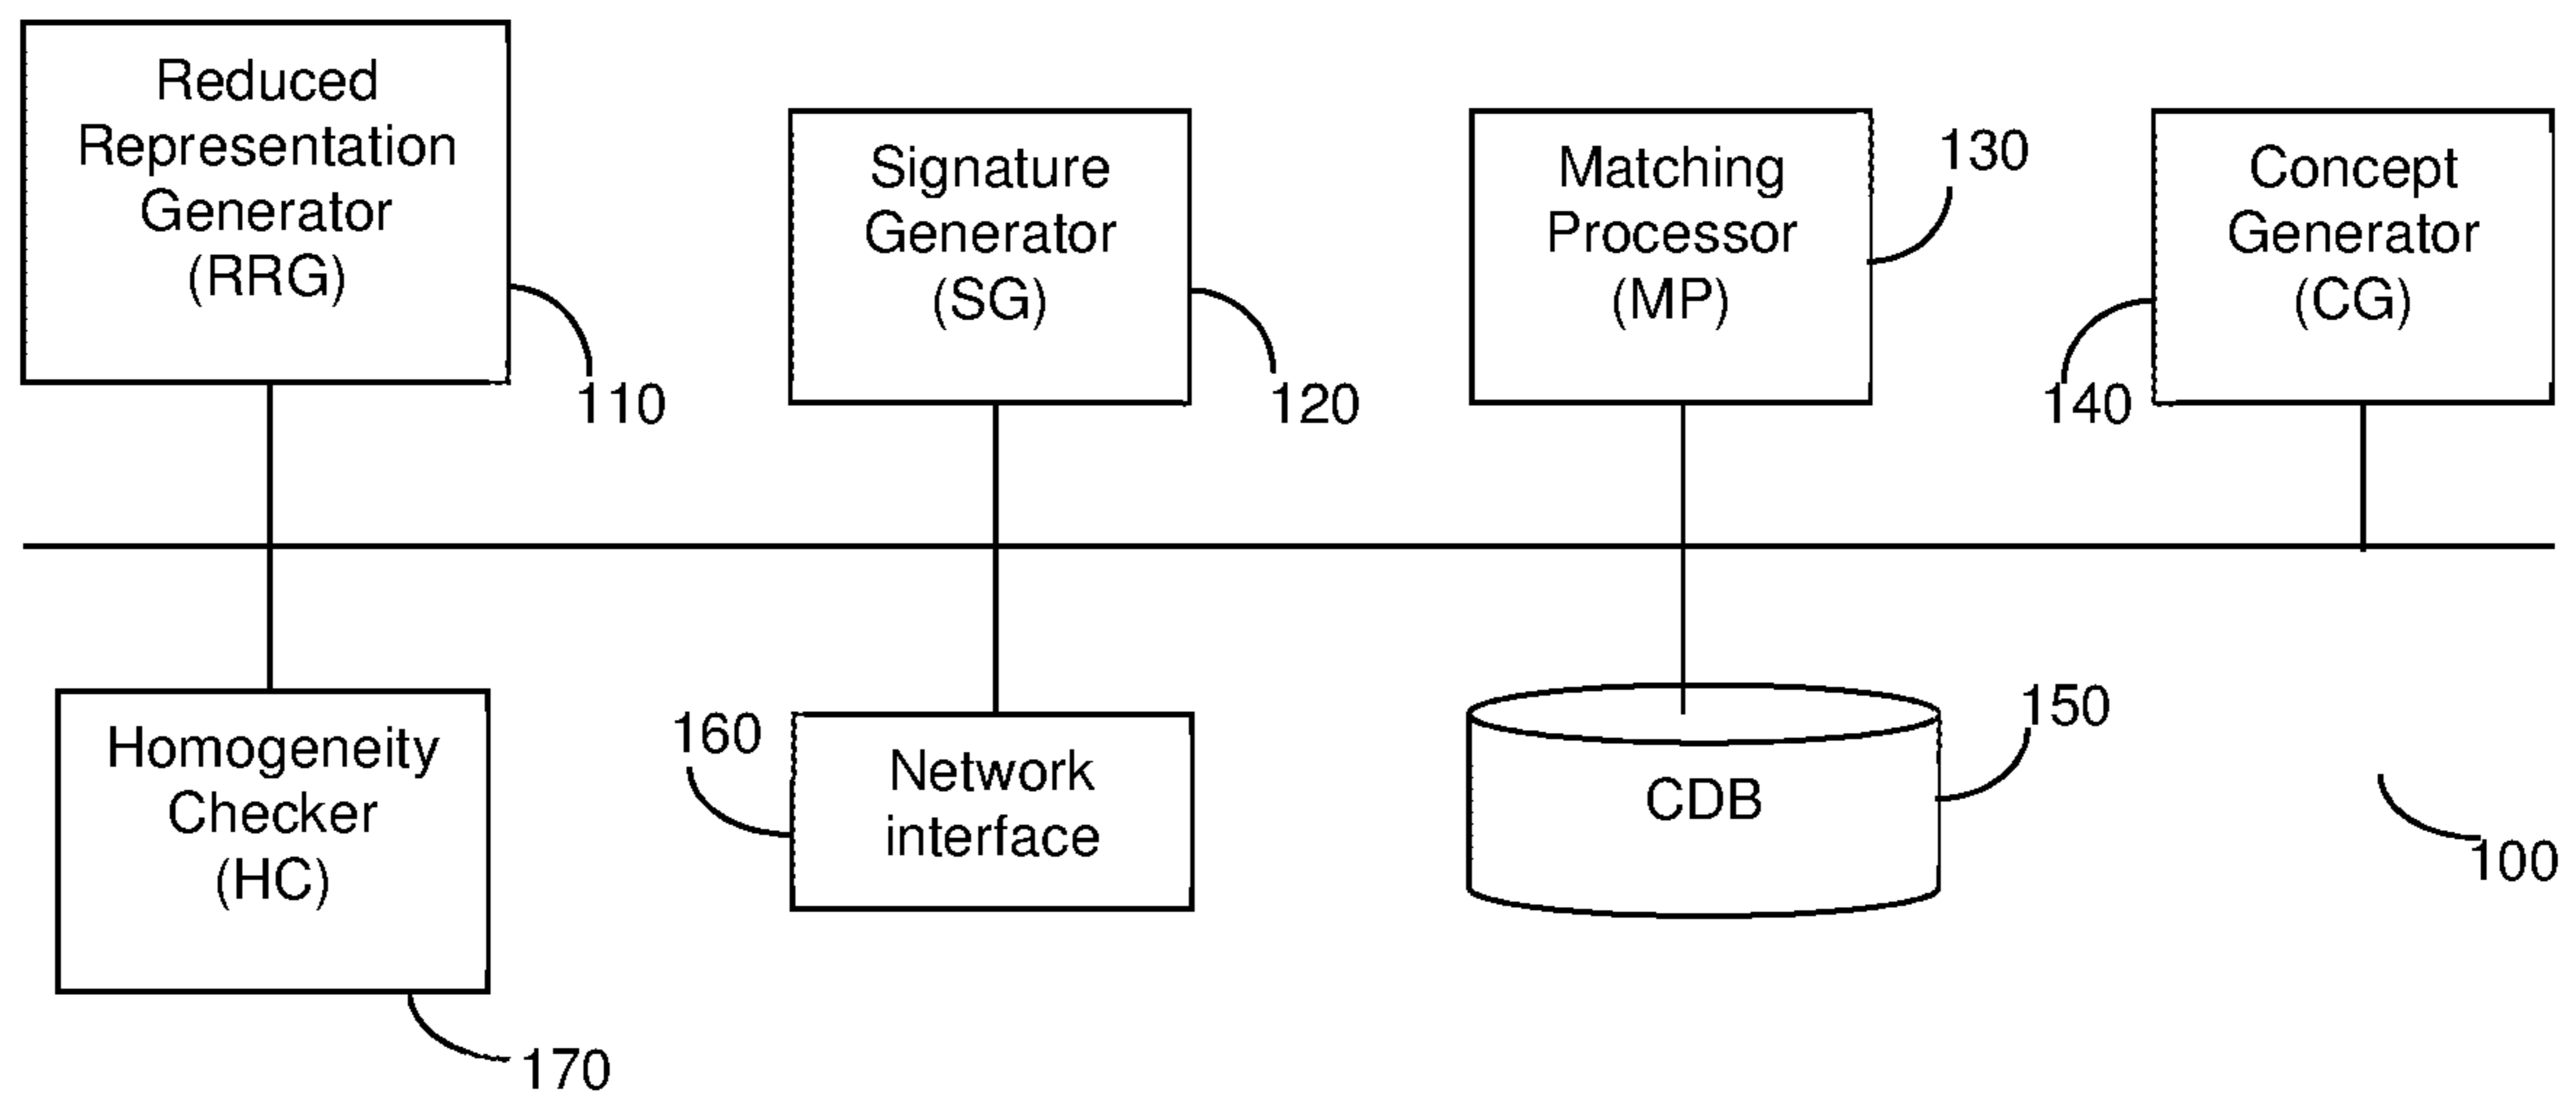 Reduced
Representation
Generator
(RRG)
110
Signature
Generator
(SG)
120
Matching
Processor
(MP)
130
Concept
Generator
(CG)
140
Homogeneity
Checker
(HC)
170
160
Network
interface
CDB
150
100